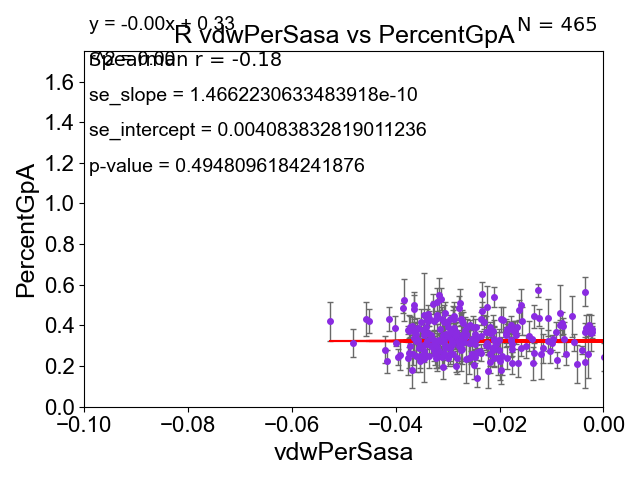 y = -0.00x + 0.33
N = 465
R vdwPerSasa vs PercentGpA
Spearman r = -0.18
se_slope = 1.4662230633483918e-10
se_intercept = 0.004083832819011236
p-value = 0.4948096184241876
PercentGpA
1.6
1.4
1.2
1.0
0.8
0.6
0.4
0.2
0.0
−0.10
−0.08
−0.06
−0.04
−0.02
0.00
vdwPerSasa